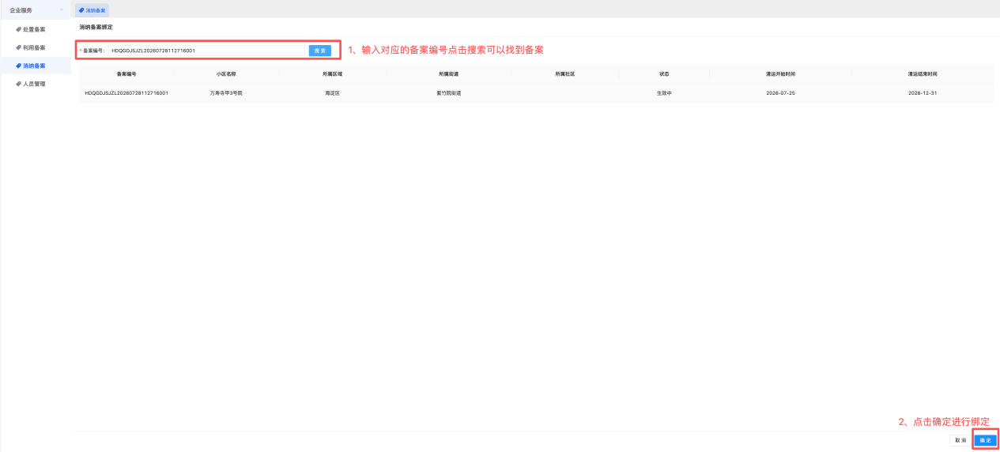 企业服务
消纳备案
处置备案
利用备案
消纳备案
人员管理
消纳备案绑定
* 备案编号： HDQGDJSJZL20260728112716001 搜 索
1、输入对应的备案编号点击搜索可以找到备案
备案编号 小区名称 所属区域 所属街道 所属社区 状态 清运开始时间 清运结束时间
HDQGDJSJZL20260728112716001 万寿寺甲3号院 海淀区 紫竹院街道 生效中 2026-07-25 2026-12-31
2、点击确定进行绑定
取 消 确 定